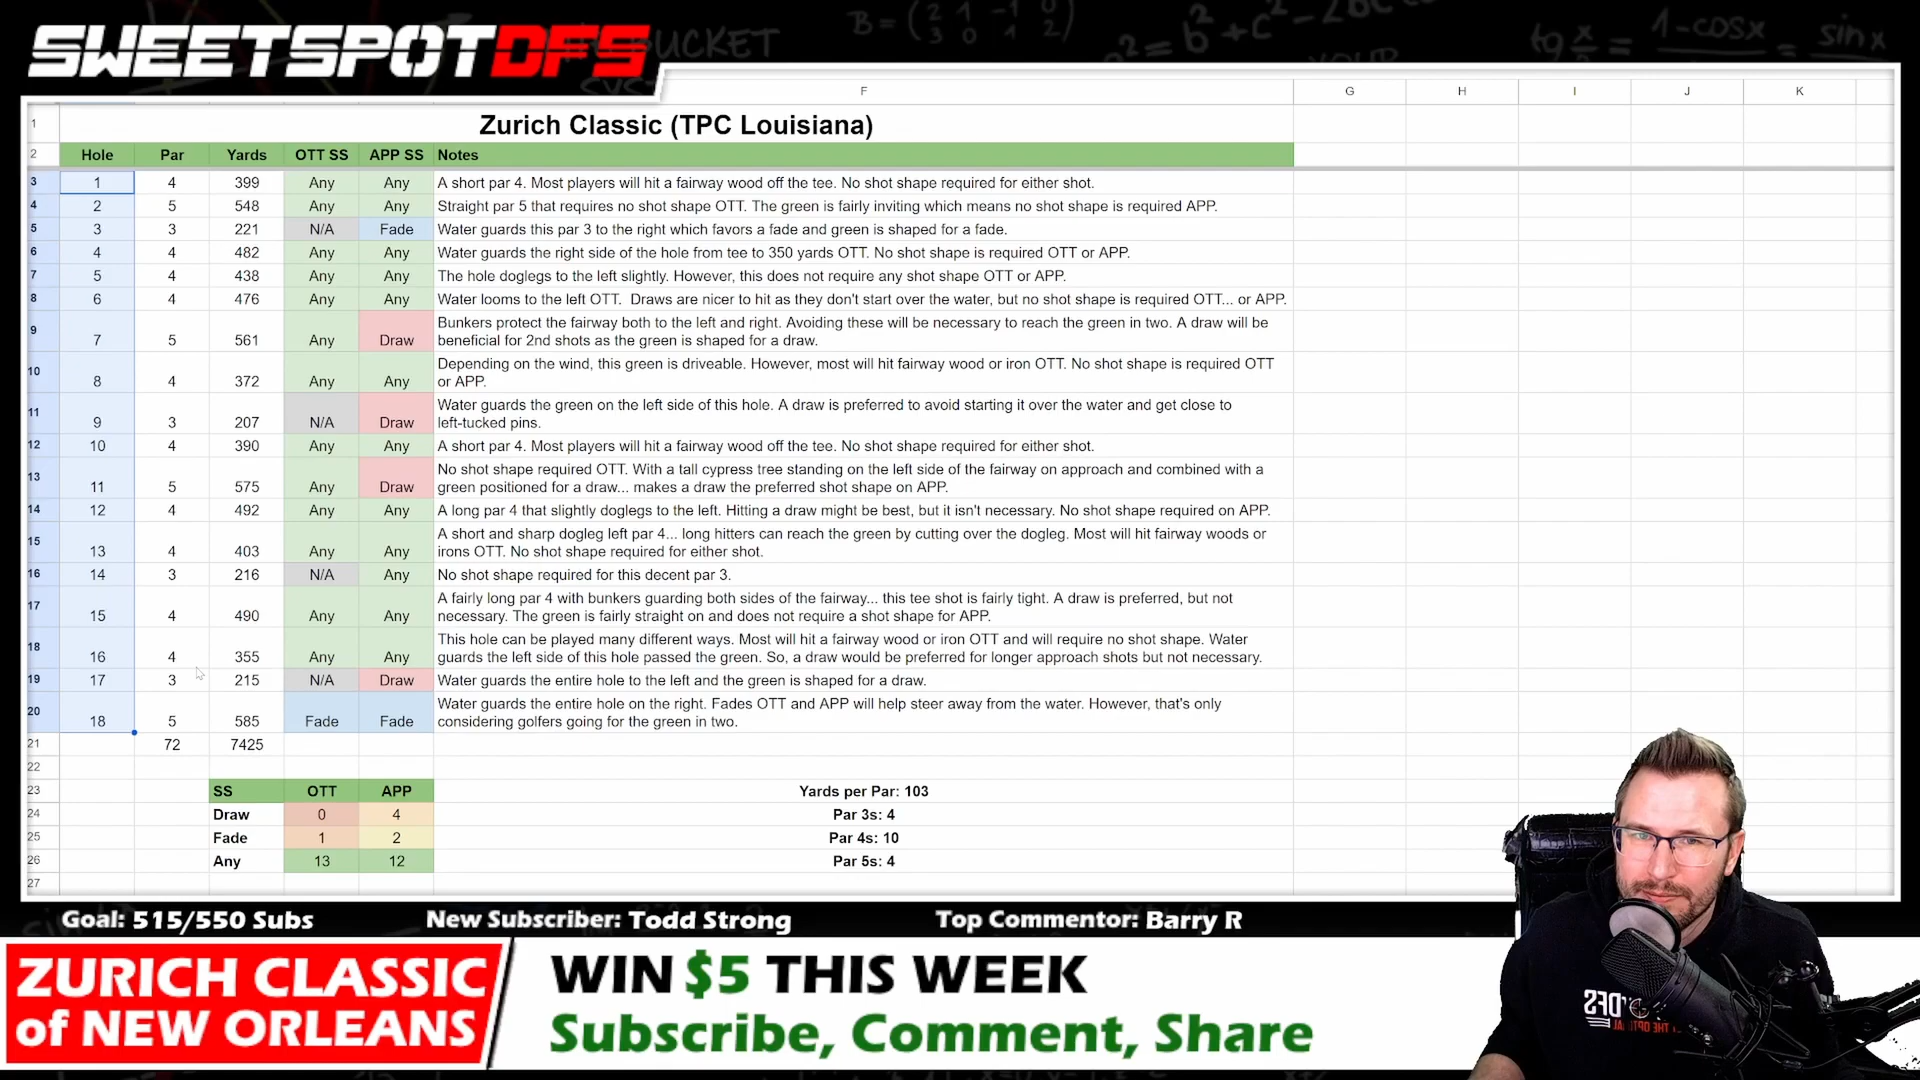 SWEETSPOTDFS
BUCKET
F G H I J K
1 Zurich Classic (TPC Louisiana)
2 Hole Par Yards OTT SS APP SS Notes
3 1 4 399 Any Any A short par 4. Most players will hit a fairway wood off the tee. No shot shape required for either shot.
4 2 5 548 Any Any Straight par 5 that requires no shot shape OTT. The green is fairly inviting which means no shot shape is required APP.
5 3 3 221 N/A Fade Water guards this par 3 to the right which favors a fade and green is shaped for a fade.
6 4 4 482 Any Any Water guards the right side of the hole from tee to 350 yards OTT. No shot shape is required OTT or APP.
7 5 4 438 Any Any The hole doglegs to the left slightly. However, this does not require any shot shape OTT or APP.
8 6 4 476 Any Any Water looms to the left OTT. Draws are nicer to hit as they don't start over the water, but no shot shape is required OTT... or APP.
9 7 5 561 Any Draw Bunkers protect the fairway both to the left and right. Avoiding these will be necessary to reach the green in two. A draw will be
beneficial for 2nd shots as the green is shaped for a draw.
10 8 4 372 Any Any Depending on the wind, this green is driveable. However, most will hit fairway wood or iron OTT. No shot shape is required OTT
or APP.
11 9 3 207 N/A Draw Water guards the green on the left side of this hole. A draw is preferred to avoid starting it over the water and get close to
left-tucked pins.
12 10 4 390 Any Any A short par 4. Most players will hit a fairway wood off the tee. No shot shape required for either shot.
13 11 5 575 Any Draw No shot shape required OTT. With a tall cypress tree standing on the left side of the fairway on approach and combined with a
green positioned for a draw... makes a draw the preferred shot shape on APP.
14 12 4 492 Any Any A long par 4 that slightly doglegs to the left. Hitting a draw might be best, but it isn't necessary. No shot shape required on APP.
15 13 4 403 Any Any A short and sharp dogleg left par 4... long hitters can reach the green by cutting over the dogleg. Most will hit fairway woods or
irons OTT. No shot shape required for either shot.
16 14 3 216 N/A Any No shot shape required for this decent par 3.
17 15 4 490 Any Any A fairly long par 4 with bunkers guarding both sides of the fairway... this tee shot is fairly tight. A draw is preferred, but not
necessary. The green is fairly straight on and does not require a shot shape for APP.
18 16 4 355 Any Any This hole can be played many different ways. Most will hit a fairway wood or iron OTT and will require no shot shape. Water
guards the left side of this hole passed the green. So, a draw would be preferred for longer approach shots but not necessary.
19 17 3 215 N/A Draw Water guards the entire hole to the left and the green is shaped for a draw.
20 18 5 585 Fade Fade Water guards the entire hole on the right. Fades OTT and APP will help steer away from the water. However, that's only
considering golfers going for the green in two.
21 72 7425
22
23 SS OTT APP Yards per Par: 103
24 Draw 0 4 Par 3s: 4
25 Fade 1 2 Par 4s: 10
26 Any 13 12 Par 5s: 4
27
Goal: 515/550 Subs New Subscriber: Todd Strong Top Commentor: Barry R
ZURICH CLASSIC
of NEW ORLEANS
WIN $5 THIS WEEK
Subscribe, Comment, Share